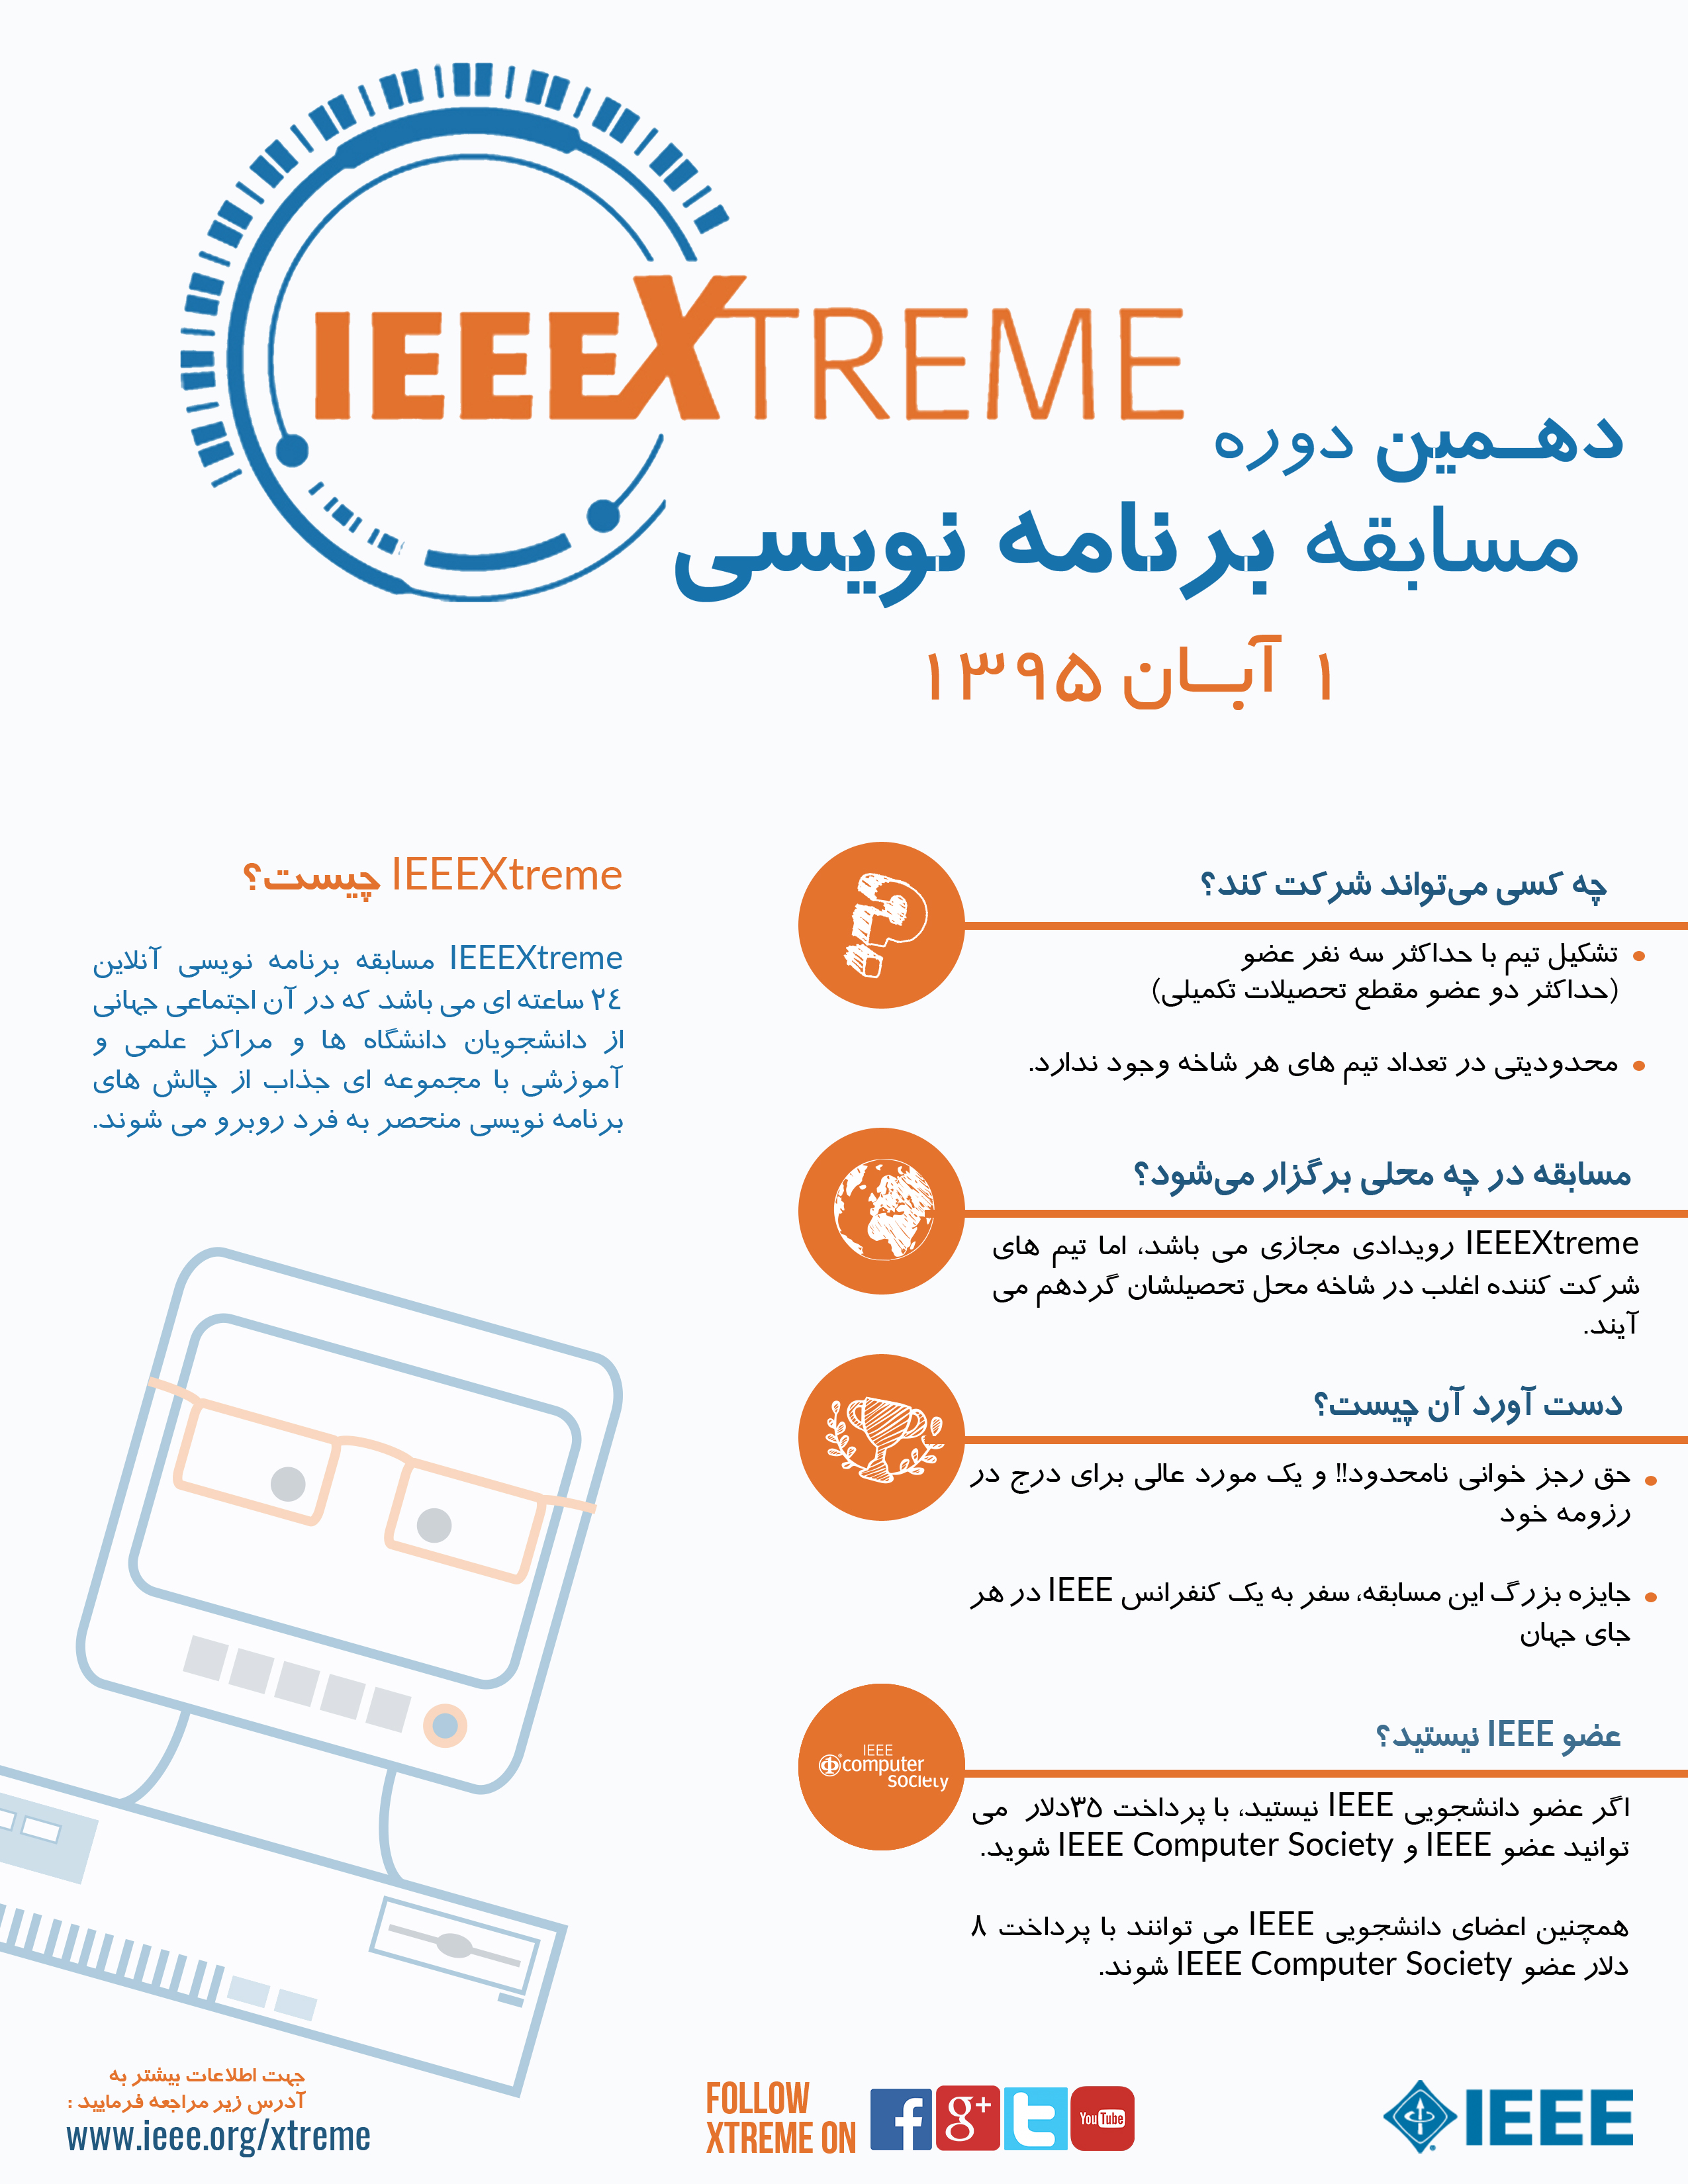 IEEEXTREME
دهــمین دوره
مسابقه برنامه نویسی
۱ آبــان ۱۳۹۵
چه کسی می‌تواند شرکت کند؟
تشکیل تیم با حداکثر سه نفر عضو
(حداکثر دو عضو مقطع تحصیلات تکمیلی)
محدودیتی در تعداد تیم های هر شاخه وجود ندارد.
مسابقه در چه محلی برگزار می‌شود؟
IEEEXtreme رویدادی مجازی می باشد، اما تیم های
شرکت کننده اغلب در شاخه محل تحصیلشان گردهم می
آیند.
دست آورد آن چیست؟
حق رجز خوانی نامحدود!! و یک مورد عالی برای درج در
رزومه خود
جایزه بزرگ این مسابقه، سفر به یک کنفرانس IEEE در هر
جای جهان
IEEE
computer
society
عضو IEEE نیستید؟
اگر عضو دانشجویی IEEE نیستید، با پرداخت ۳۵دلار می
توانید عضو IEEE و IEEE Computer Society شوید.
همچنین اعضای دانشجویی IEEE می توانند با پرداخت ۸
دلار عضو IEEE Computer Society شوند.
IEEEXtreme چیست؟
IEEEXtreme مسابقه برنامه نویسی آنلاین
٢٤ ساعته ای می باشد که در آن اجتماعی جهانی
از دانشجویان دانشگاه ها و مراکز علمی و
آموزشی با مجموعه ای جذاب از چالش های
برنامه نویسی منحصر به فرد روبرو می شوند.
جهت اطلاعات بیشتر به
آدرس زیر مراجعه فرمایید :
www.ieee.org/xtreme
FOLLOW
XTREME ON
f g+ t YouTube
IEEE